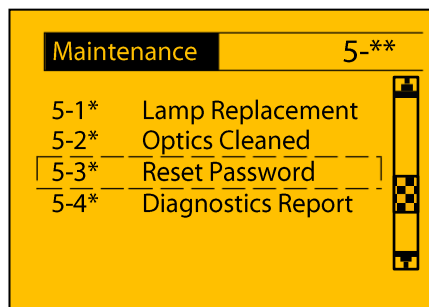 Maintenance 5-**
5-1* Lamp Replacement
5-2* Optics Cleaned
5-3* Reset Password
5-4* Diagnostics Report